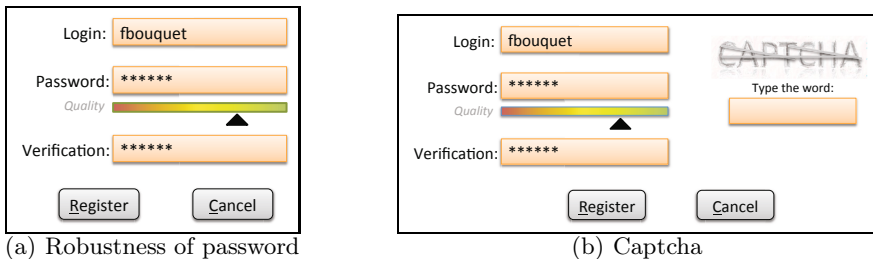 Login: fbouquet
Password: ******
Quality
Verification: ******
Register Cancel
(a) Robustness of password
Login: fbouquet
CAPTCHA
Password: ******
Type the word:
Quality
Verification: ******
Register Cancel
(b) Captcha